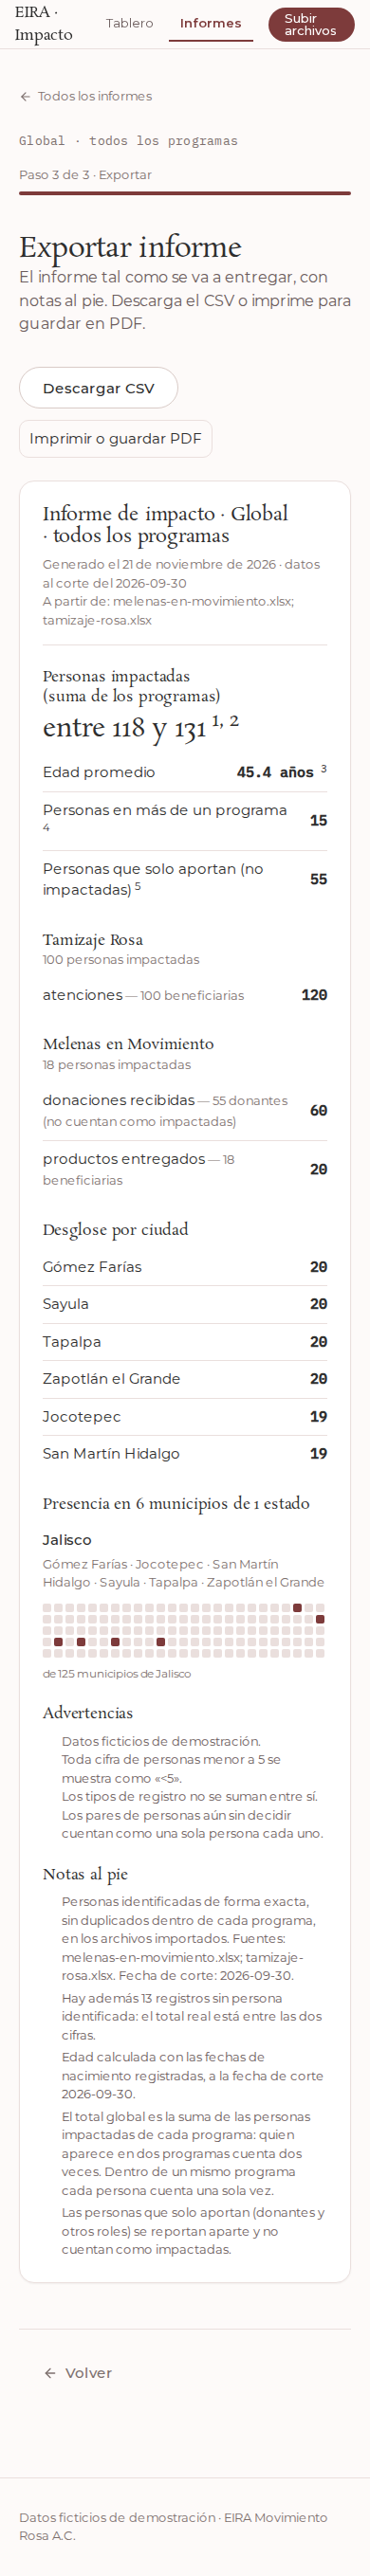 EIRA ·
Impacto
Tablero
Informes
Subir
archivos
← Todos los informes
Global · todos los programas
Paso 3 de 3 · Exportar
Exportar informe
El informe tal como se va a entregar, con
notas al pie. Descarga el CSV o imprime para
guardar en PDF.
Descargar CSV
Imprimir o guardar PDF
Informe de impacto · Global
· todos los programas
Generado el 21 de noviembre de 2026 · datos
al corte del 2026-09-30
A partir de: melenas-en-movimiento.xlsx;
tamizaje-rosa.xlsx
Personas impactadas
(suma de los programas)
entre 118 y 131 1, 2
Edad promedio 45.4 años 3
Personas en más de un programa
4
15
Personas que solo aportan (no
impactadas) 5
55
Tamizaje Rosa
100 personas impactadas
atenciones — 100 beneficiarias 120
Melenas en Movimiento
18 personas impactadas
donaciones recibidas — 55 donantes
(no cuentan como impactadas)
60
productos entregados — 18
beneficiarias
20
Desglose por ciudad
Gómez Farías 20
Sayula 20
Tapalpa 20
Zapotlán el Grande 20
Jocotepec 19
San Martín Hidalgo 19
Presencia en 6 municipios de 1 estado
Jalisco
Gómez Farías · Jocotepec · San Martín
Hidalgo · Sayula · Tapalpa · Zapotlán el Grande
de 125 municipios de Jalisco
Advertencias
Datos ficticios de demostración.
Toda cifra de personas menor a 5 se
muestra como «<5».
Los tipos de registro no se suman entre sí.
Los pares de personas aún sin decidir
cuentan como una sola persona cada uno.
Notas al pie
Personas identificadas de forma exacta,
sin duplicados dentro de cada programa,
en los archivos importados. Fuentes:
melenas-en-movimiento.xlsx; tamizaje-
rosa.xlsx. Fecha de corte: 2026-09-30.
Hay además 13 registros sin persona
identificada: el total real está entre las dos
cifras.
Edad calculada con las fechas de
nacimiento registradas, a la fecha de corte
2026-09-30.
El total global es la suma de las personas
impactadas de cada programa: quien
aparece en dos programas cuenta dos
veces. Dentro de un mismo programa
cada persona cuenta una sola vez.
Las personas que solo aportan (donantes y
otros roles) se reportan aparte y no
cuentan como impactadas.
← Volver
Datos ficticios de demostración · EIRA Movimiento
Rosa A.C.